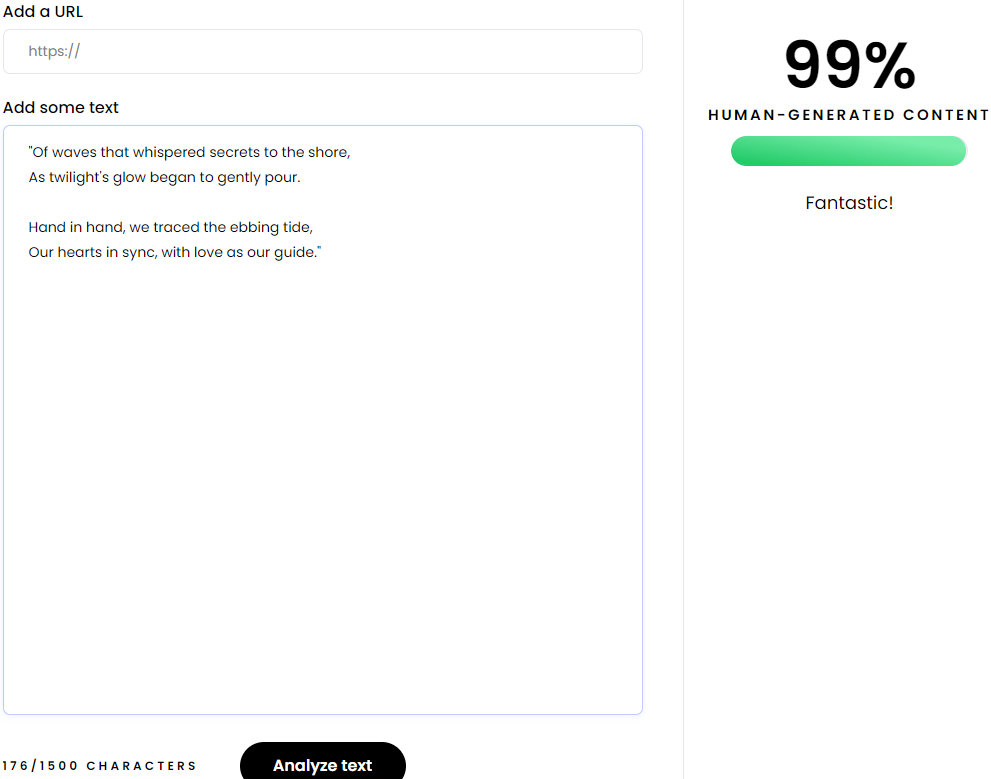 Add a URL
https://
Add some text
"Of waves that whispered secrets to the shore,
As twilight's glow began to gently pour.
Hand in hand, we traced the ebbing tide,
Our hearts in sync, with love as our guide."
176/1500 CHARACTERS
Analyze text
99%
HUMAN-GENERATED CONTENT
Fantastic!